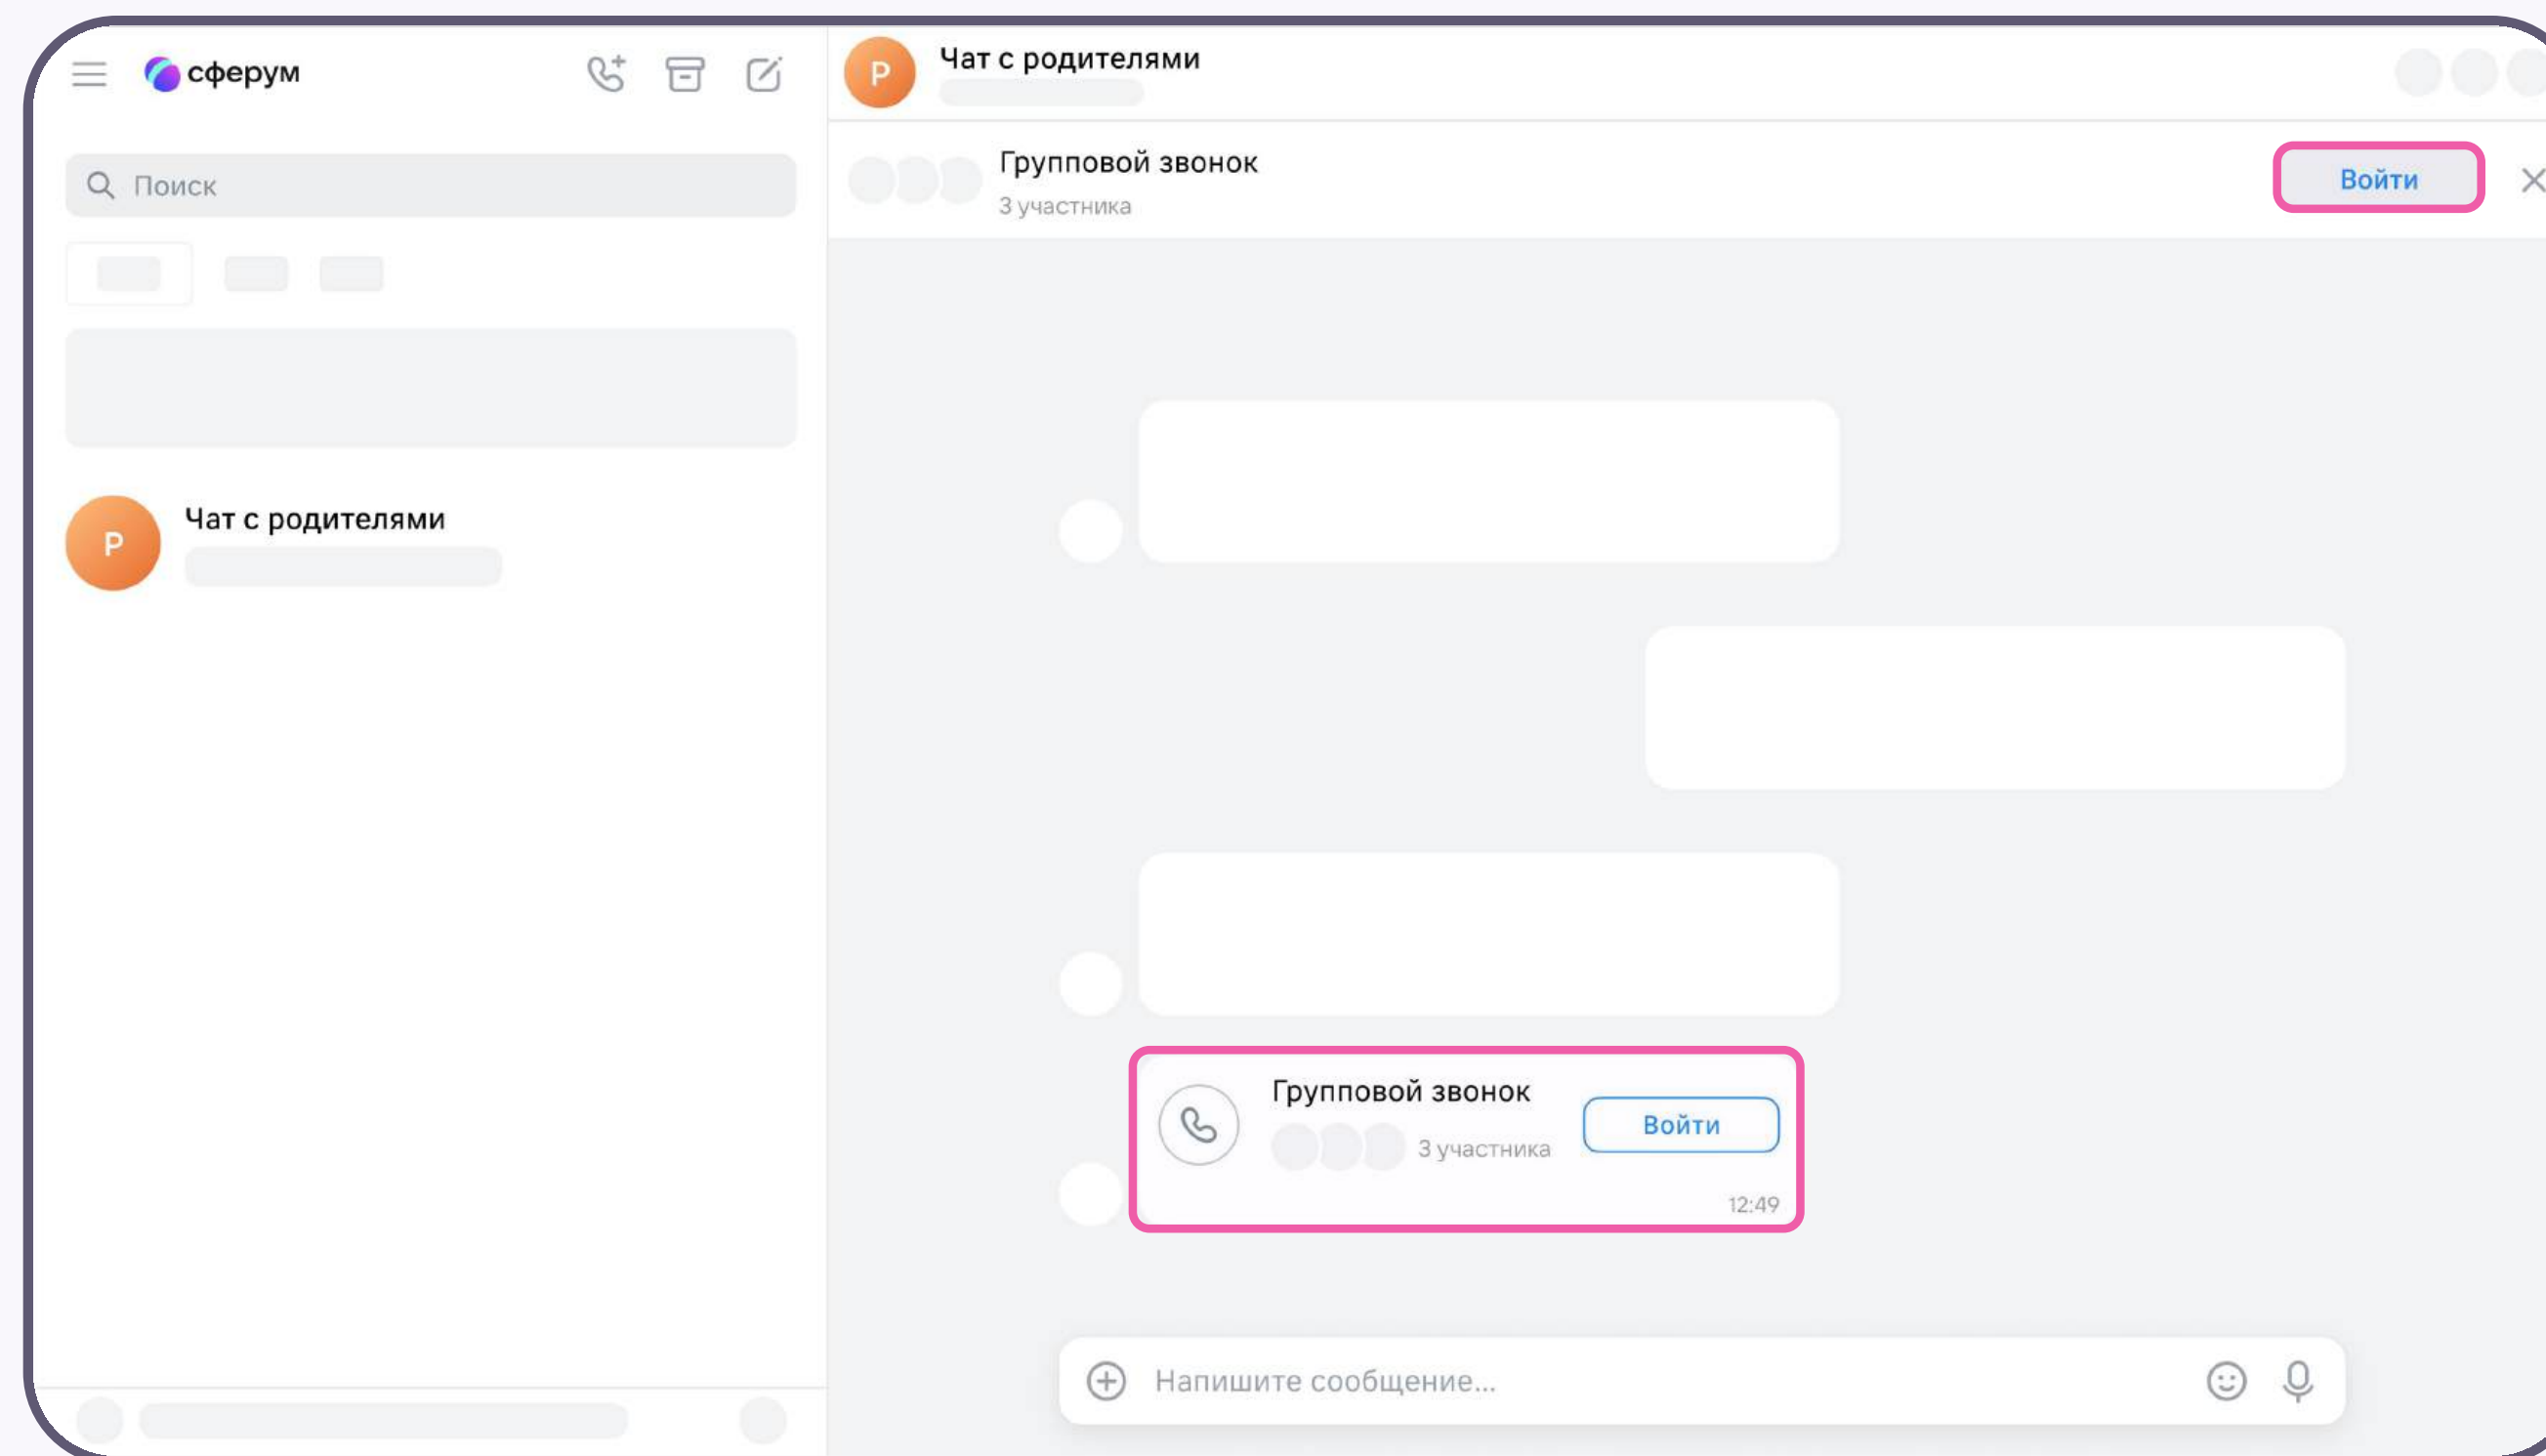 сферум
Поиск
Р
Чат с родителями
Р
Чат с родителями
Групповой звонок
3 участника
Войти
Групповой звонок
3 участника
Войти
12:49
Напишите сообщение...